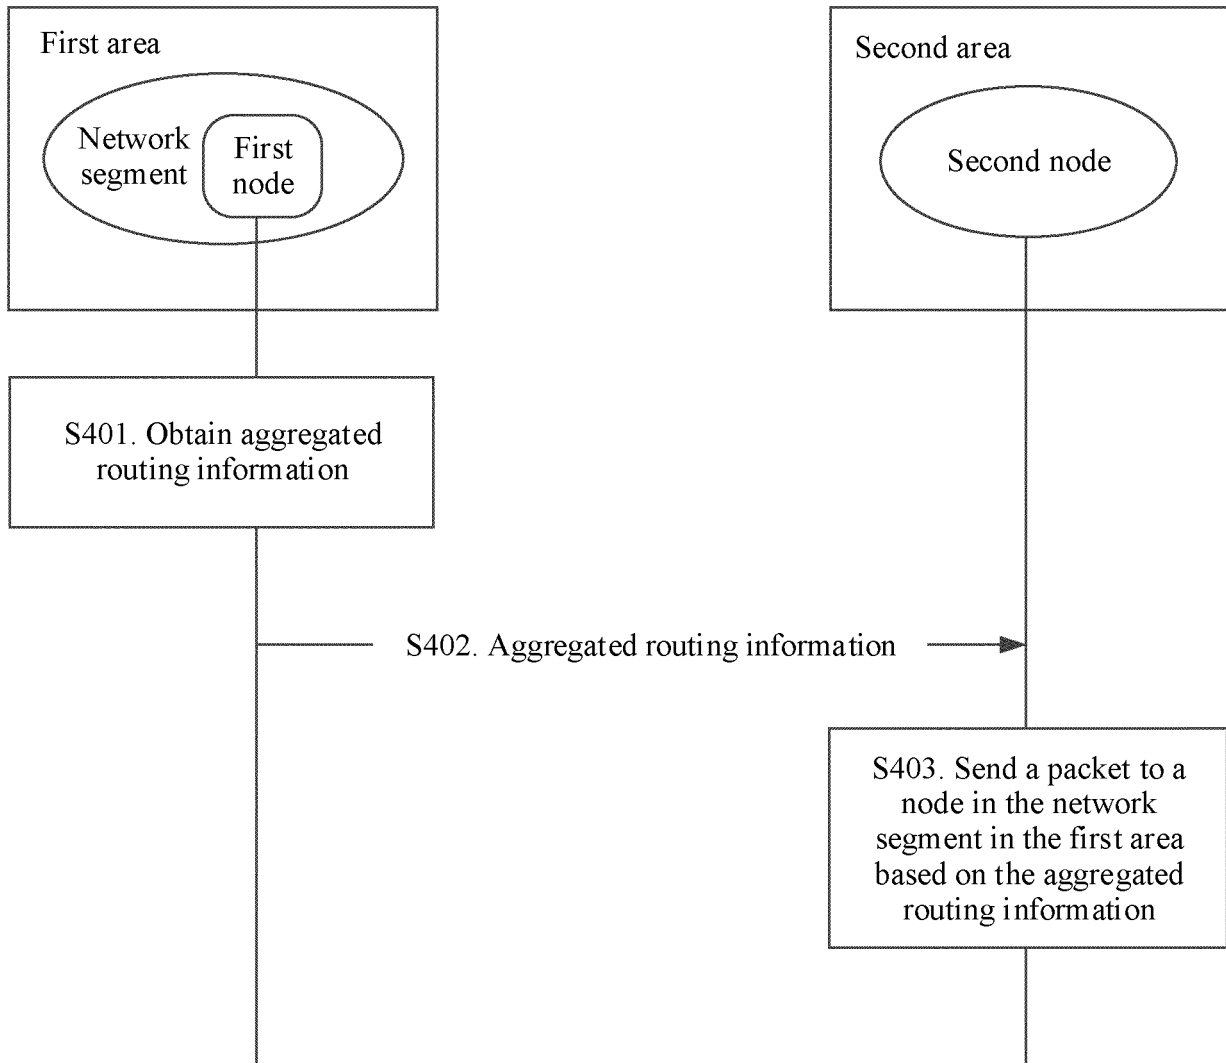 First area
Network
segment
First
node
Second area
Second node
S401. Obtain aggregated
routing information
S402. Aggregated routing information
S403. Send a packet to a
node in the network
segment in the first area
based on the aggregated
routing information